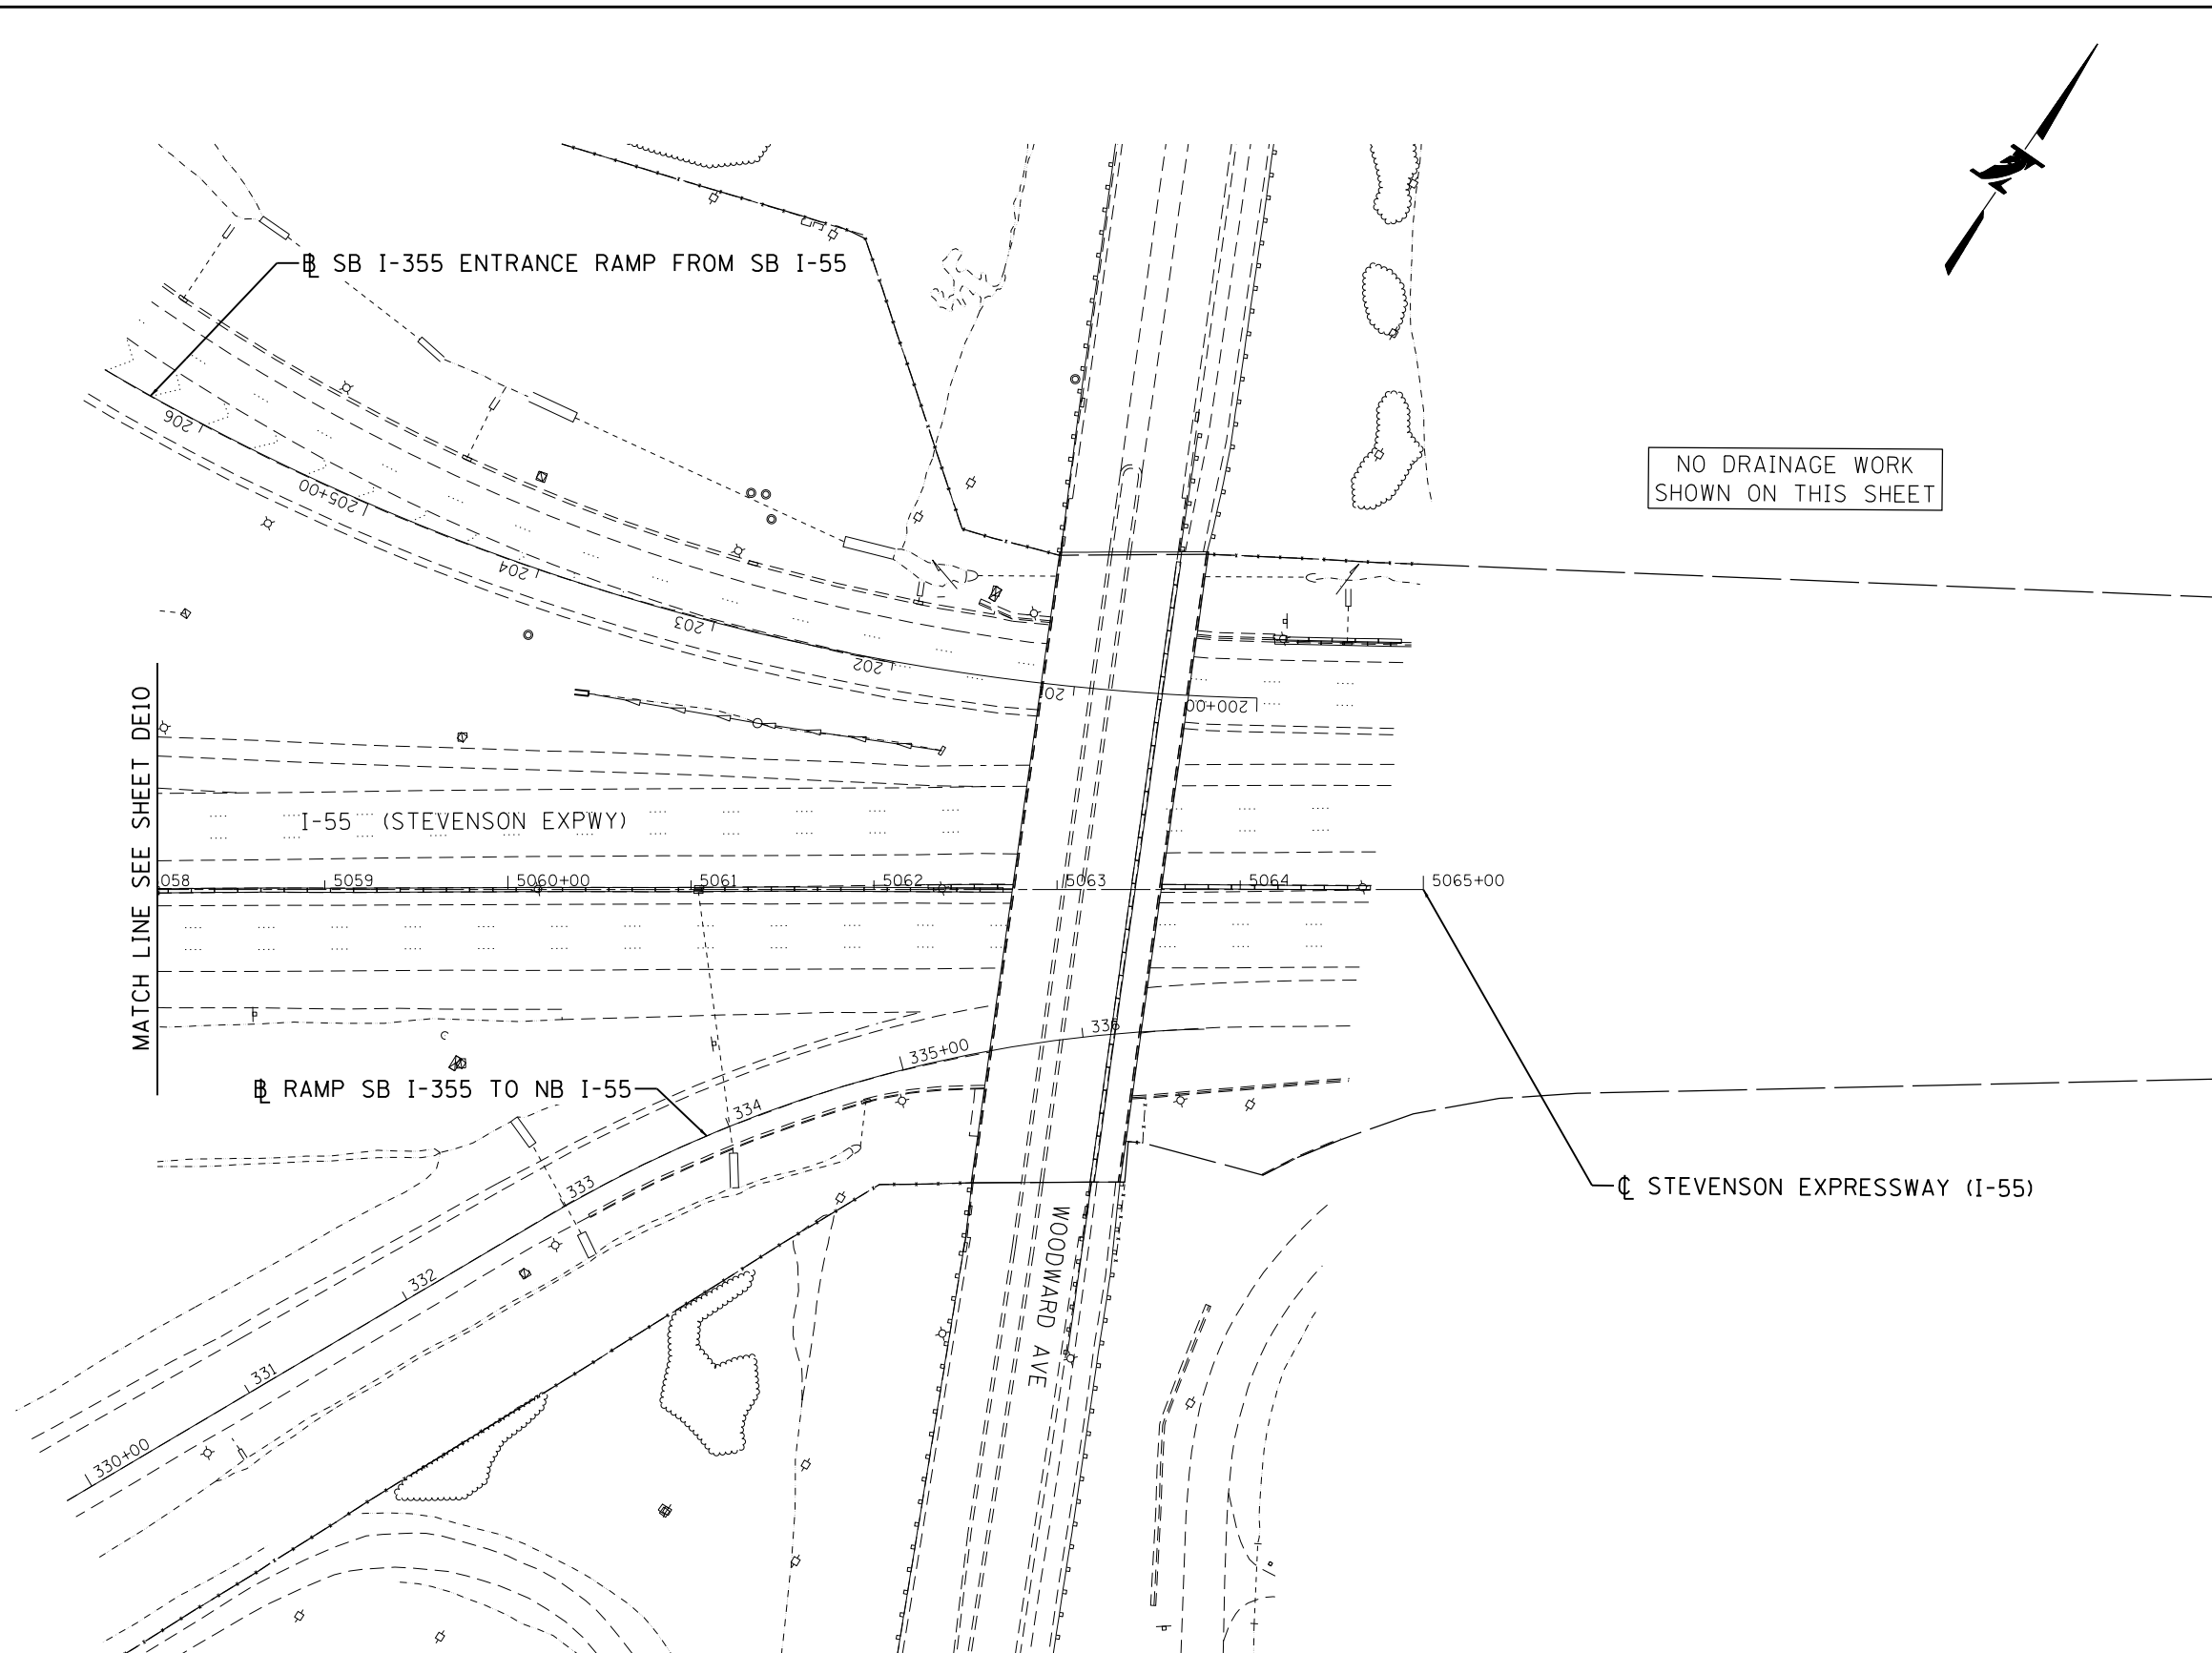 ℄ SB I-355 ENTRANCE RAMP FROM SB I-55
NO DRAINAGE WORK
SHOWN ON THIS SHEET
206
205+00
204
203
202
200+00
MATCH LINE SEE SHEET DE10
I-55 (STEVENSON EXPWY)
058
5059
5060+00
5061
5062
5063
5064
5065+00
336
335+00
334
333
332
331
330+00
RAMP SB I-355 TO NB I-55
℄ STEVENSON EXPRESSWAY (I-55)
WOODWARD AVE